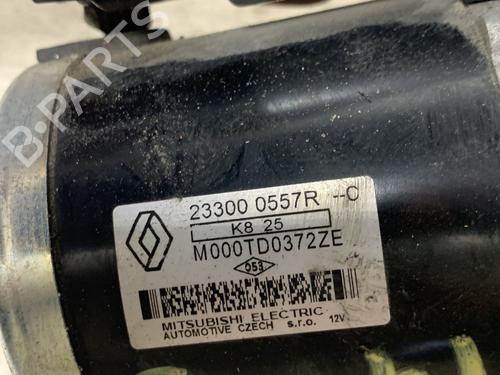 B-PARTS
23300 0557R --C
K8 25
M000TD0372ZE
053
MITSUBISHI ELECTRIC
AUTOMOTIVE CZECH s.r.o. 12V